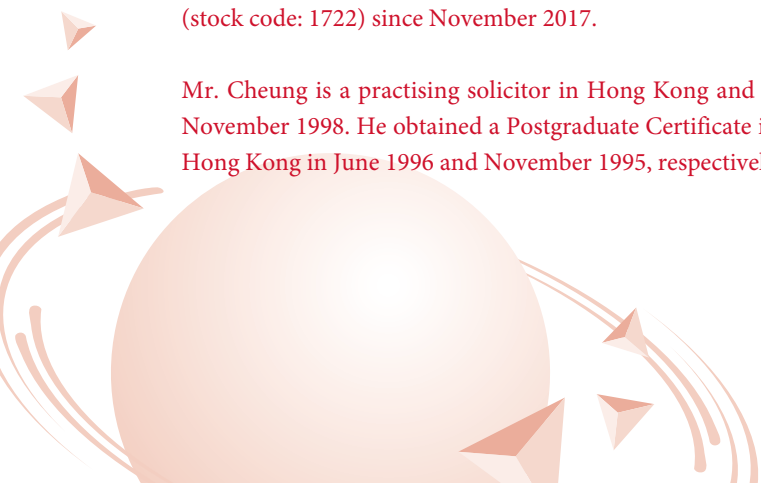 (stock code: 1722) since November 2017.
Mr. Cheung is a practising solicitor in Hong Kong and
November 1998. He obtained a Postgraduate Certificate
Hong Kong in June 1996 and November 1995,